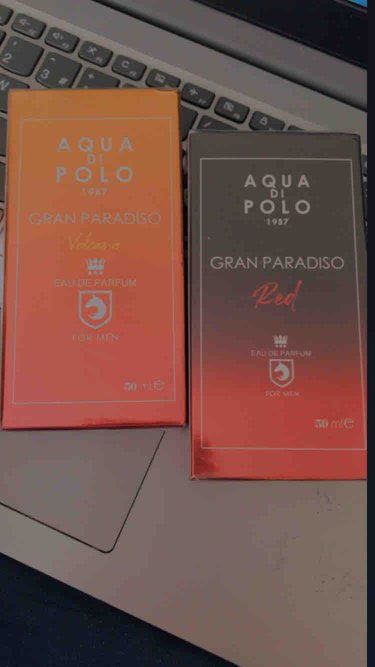 AQUA
DI
POLO
1987
GRAN PARADISO
Volcano
EAU DE PARFUM
FOR MEN
50 ml e
AQUA
DI
POLO
1987
GRAN PARADISO
Red
EAU DE PARFUM
FOR MEN
50 ml e